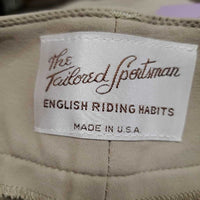 The
Tailored Sportsman
ENGLISH RIDING HABITS
MADE IN U.S.A.